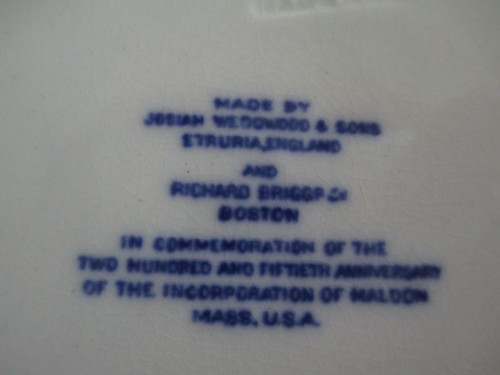 MADE BY
JOSIAH WEDGWOOD & SONS
ETRURIA, ENGLAND
AND
RICHARD BRIGGS Co
BOSTON
IN COMMEMORATION OF THE
TWO HUNDRED AND FIFTIETH ANNIVERSARY
OF THE INCORPORATION OF MALDEN
MASS. U.S.A.